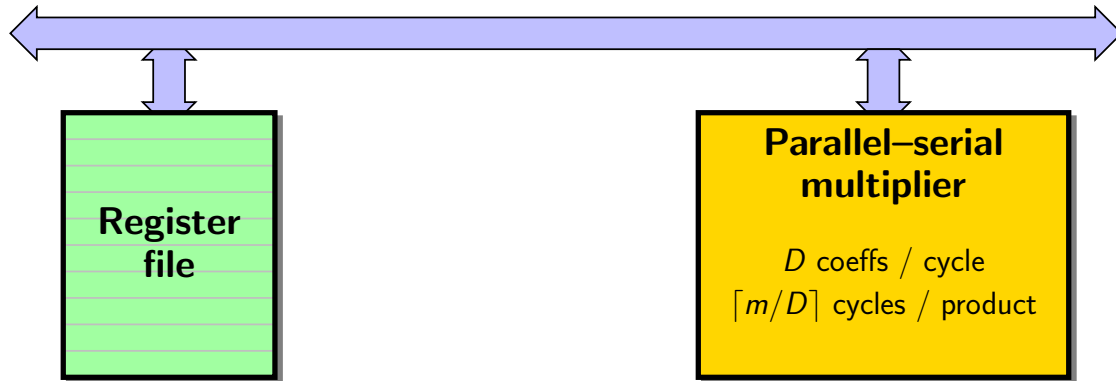 Register
file
Parallel–serial
multiplier
D coeffs / cycle
⌈m/D⌉ cycles / product